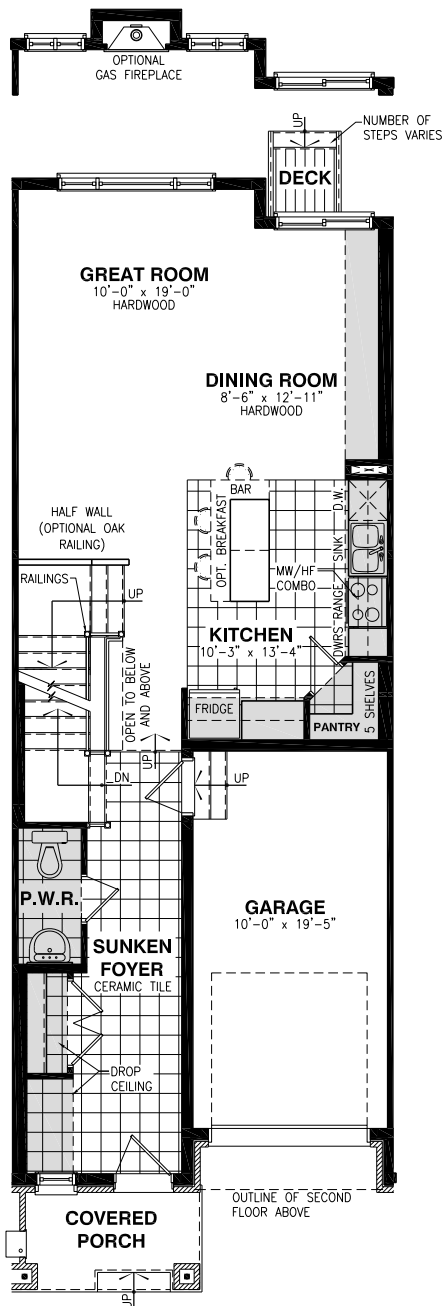 OPTIONAL
GAS FIREPLACE
UP
NUMBER OF
STEPS VARIES
DECK
GREAT ROOM
10'-0" x 19'-0"
HARDWOOD
DINING ROOM
8'-6" x 12'-11"
HARDWOOD
HALF WALL
(OPTIONAL OAK
RAILING)
BAR
OPT. BREAKFAST
D.W.
SINK
RANGE
DWRS
MW/HF
COMBO
RAILINGS
UP
KITCHEN
10'-3" x 13'-4"
OPEN TO BELOW
AND ABOVE
FRIDGE
PANTRY
5 SHELVES
UP
DN
UP
P.W.R.
GARAGE
10'-0" x 19'-5"
SUNKEN
FOYER
CERAMIC TILE
DROP
CEILING
OUTLINE OF SECOND
FLOOR ABOVE
COVERED
PORCH
UP